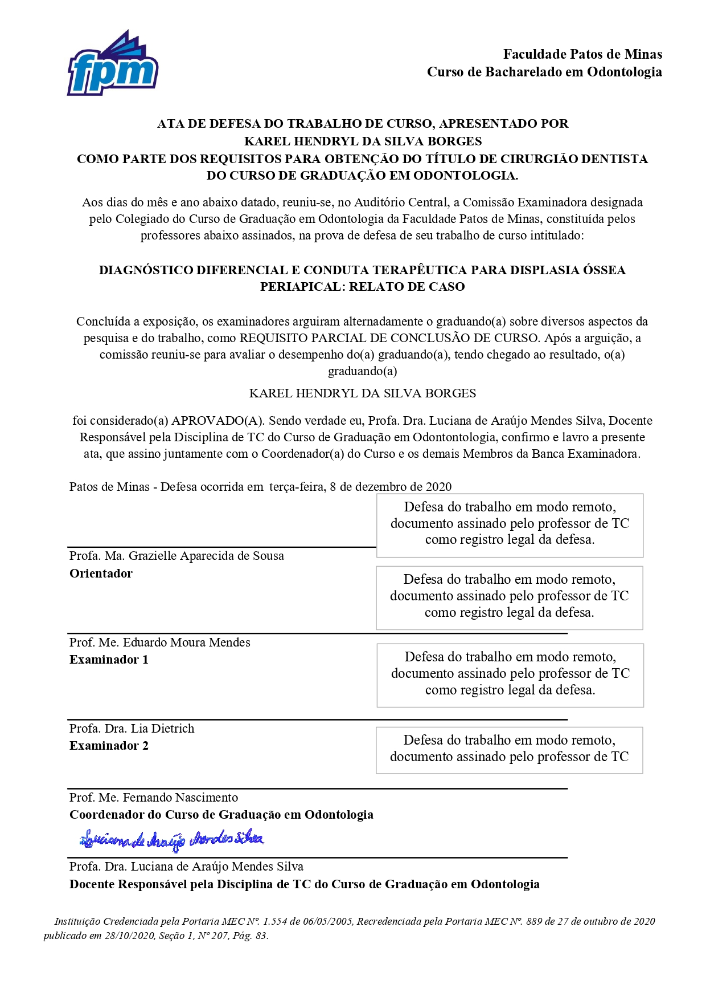 fpm
Faculdade Patos de Minas
Curso de Bacharelado em Odontologia
ATA DE DEFESA DO TRABALHO DE CURSO, APRESENTADO POR
KAREL HENDRYL DA SILVA BORGES
COMO PARTE DOS REQUISITOS PARA OBTENÇÃO DO TÍTULO DE CIRURGIÃO DENTISTA
DO CURSO DE GRADUAÇÃO EM ODONTOLOGIA.
Aos dias do mês e ano abaixo datado, reuniu-se, no Auditório Central, a Comissão Examinadora designada
pelo Colegiado do Curso de Graduação em Odontologia da Faculdade Patos de Minas, constituída pelos
professores abaixo assinados, na prova de defesa de seu trabalho de curso intitulado:
DIAGNÓSTICO DIFERENCIAL E CONDUTA TERAPÊUTICA PARA DISPLASIA ÓSSEA
PERIAPICAL: RELATO DE CASO
Concluída a exposição, os examinadores arguiram alternadamente o graduando(a) sobre diversos aspectos da
pesquisa e do trabalho, como REQUISITO PARCIAL DE CONCLUSÃO DE CURSO. Após a arguição, a
comissão reuniu-se para avaliar o desempenho do(a) graduando(a), tendo chegado ao resultado, o(a)
graduando(a)
KAREL HENDRYL DA SILVA BORGES
foi considerado(a) APROVADO(A). Sendo verdade eu, Profa. Dra. Luciana de Araújo Mendes Silva, Docente
Responsável pela Disciplina de TC do Curso de Graduação em Odontontologia, confirmo e lavro a presente
ata, que assino juntamente com o Coordenador(a) do Curso e os demais Membros da Banca Examinadora.
Patos de Minas - Defesa ocorrida em terça-feira, 8 de dezembro de 2020
Defesa do trabalho em modo remoto,
documento assinado pelo professor de TC
como registro legal da defesa.
Profa. Ma. Grazielle Aparecida de Sousa
Orientador
Defesa do trabalho em modo remoto,
documento assinado pelo professor de TC
como registro legal da defesa.
Prof. Me. Eduardo Moura Mendes
Examinador 1
Defesa do trabalho em modo remoto,
documento assinado pelo professor de TC
como registro legal da defesa.
Profa. Dra. Lia Dietrich
Examinador 2
Defesa do trabalho em modo remoto,
documento assinado pelo professor de TC
Prof. Me. Fernando Nascimento
Coordenador do Curso de Graduação em Odontologia
Luciana de Araújo Mendes Silva
Profa. Dra. Luciana de Araújo Mendes Silva
Docente Responsável pela Disciplina de TC do Curso de Graduação em Odontologia
Instituição Credenciada pela Portaria MEC Nº. 1.554 de 06/05/2005, Recredenciada pela Portaria MEC Nº. 889 de 27 de outubro de 2020
publicado em 28/10/2020, Seção 1, Nº 207, Pág. 83.